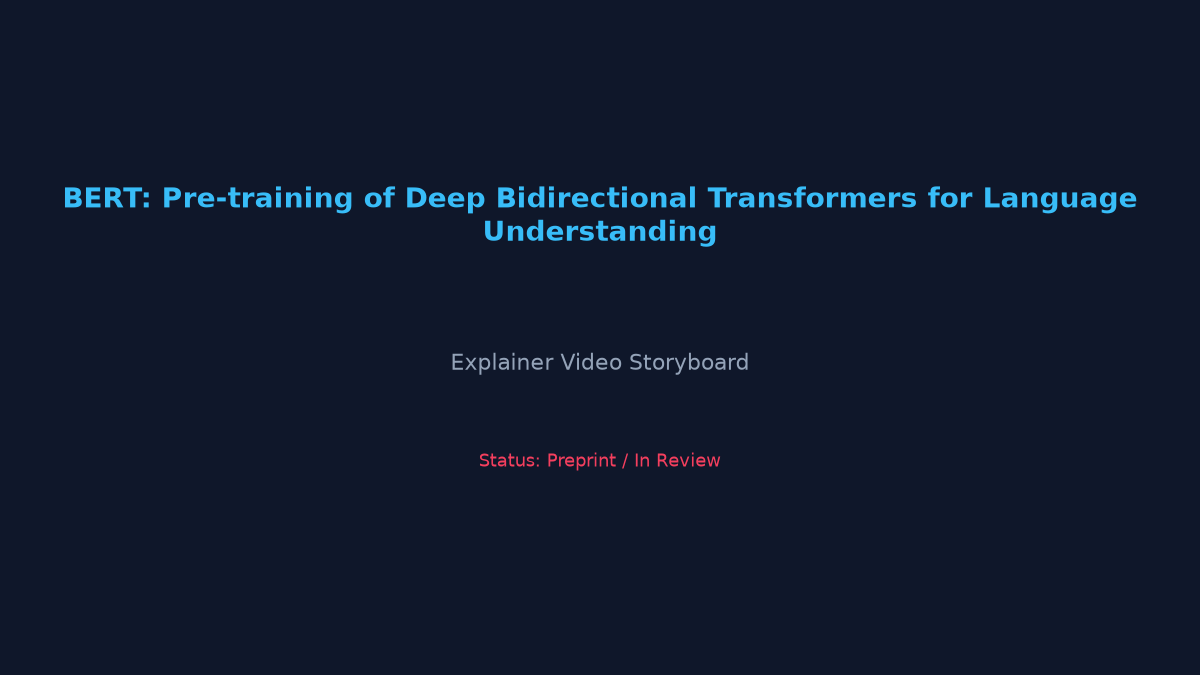 BERT: Pre-training of Deep Bidirectional Transformers for Language
Understanding
Explainer Video Storyboard
Status: Preprint / In Review